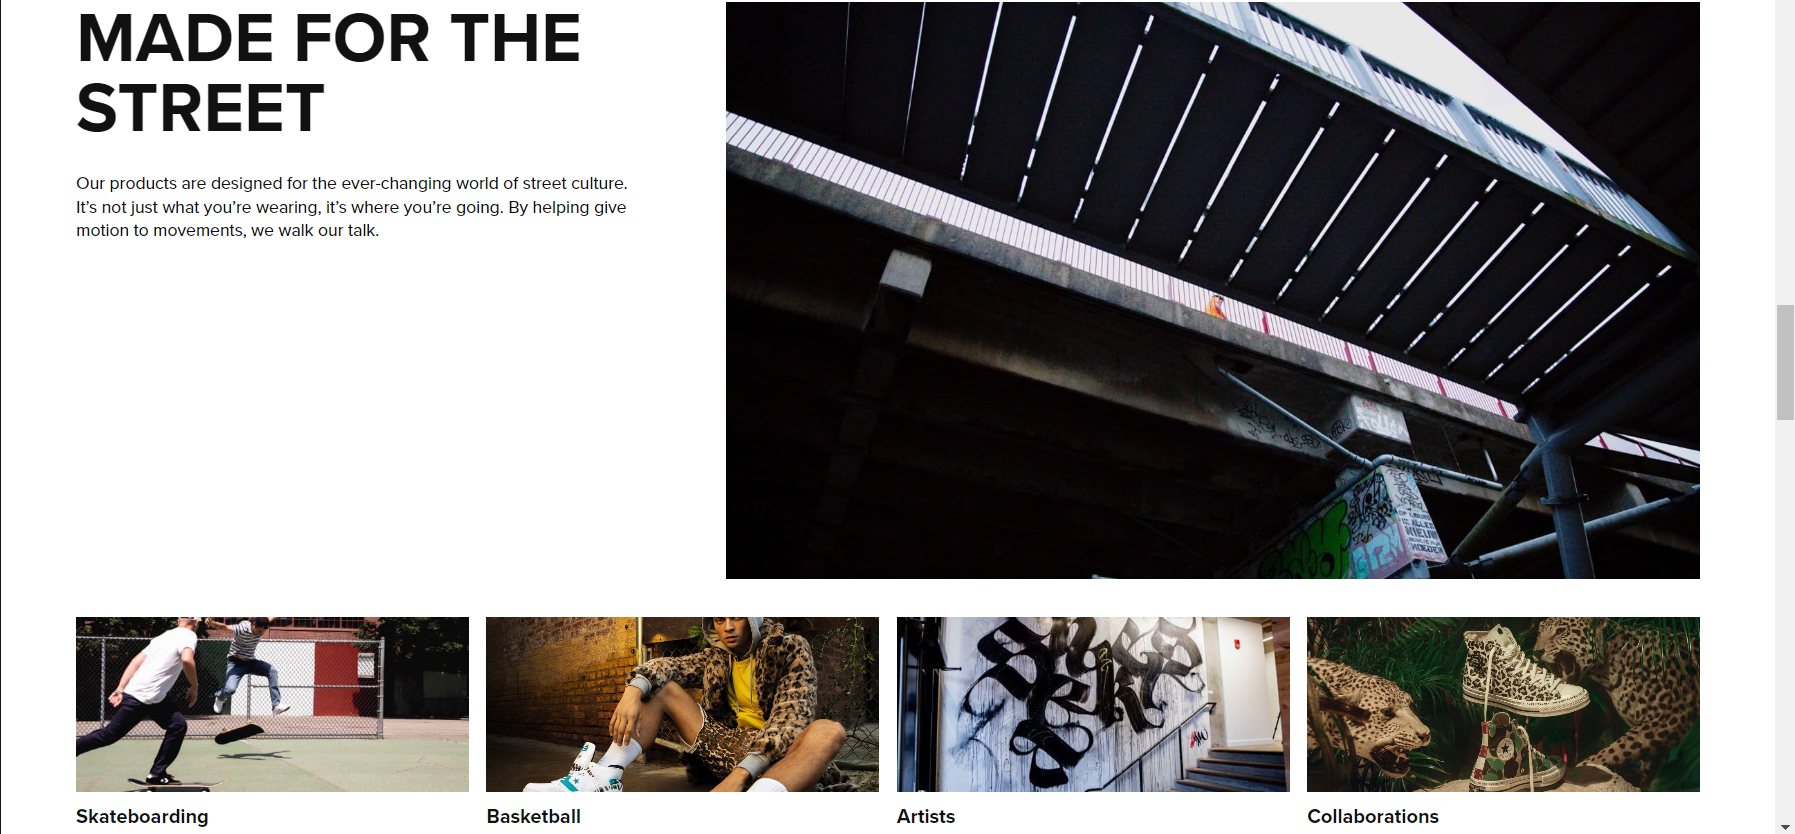 MADE FOR THE
STREET
Our products are designed for the ever-changing world of street culture.
It’s not just what you’re wearing, it’s where you’re going. By helping give
motion to movements, we walk our talk.
Skateboarding
Basketball
Artists
Collaborations